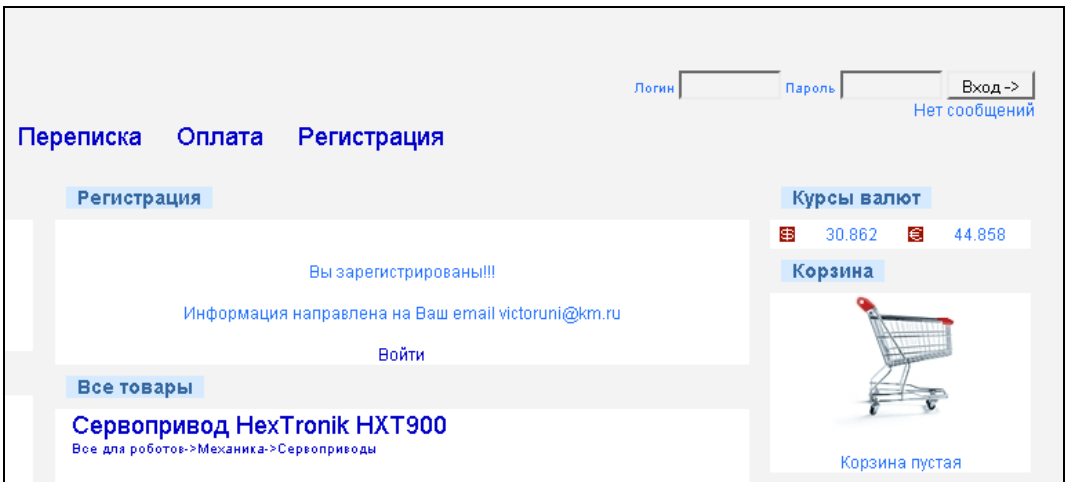 Логин Пароль Вход ->
Нет сообщений
Переписка Оплата Регистрация
Регистрация
Вы зарегистрированы!!!
Информация направлена на Ваш email victoruni@km.ru
Войти
Все товары
Сервопривод HexTronik HXT900
Все для роботов->Механика->Сервоприводы
Курсы валют
$ 30.862 € 44.858
Корзина
Корзина пустая